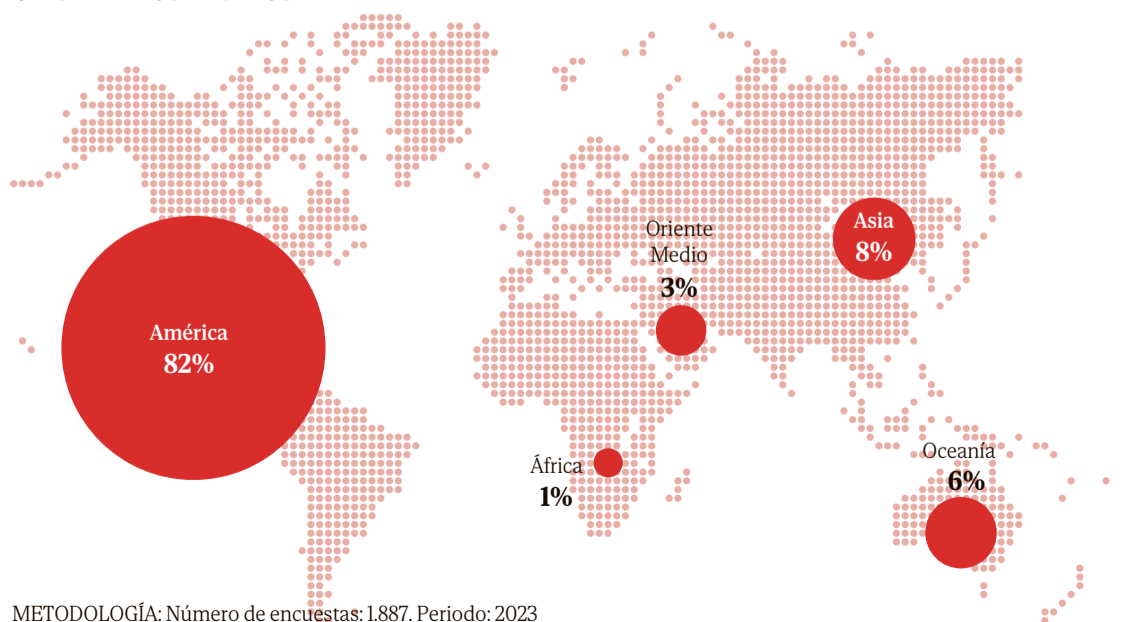 Oriente
Medio
3%
Asia
8%
América
82%
África
1%
Oceanía
6%
METODOLOGÍA: Número de encuestas: 1.887. Periodo: 2023